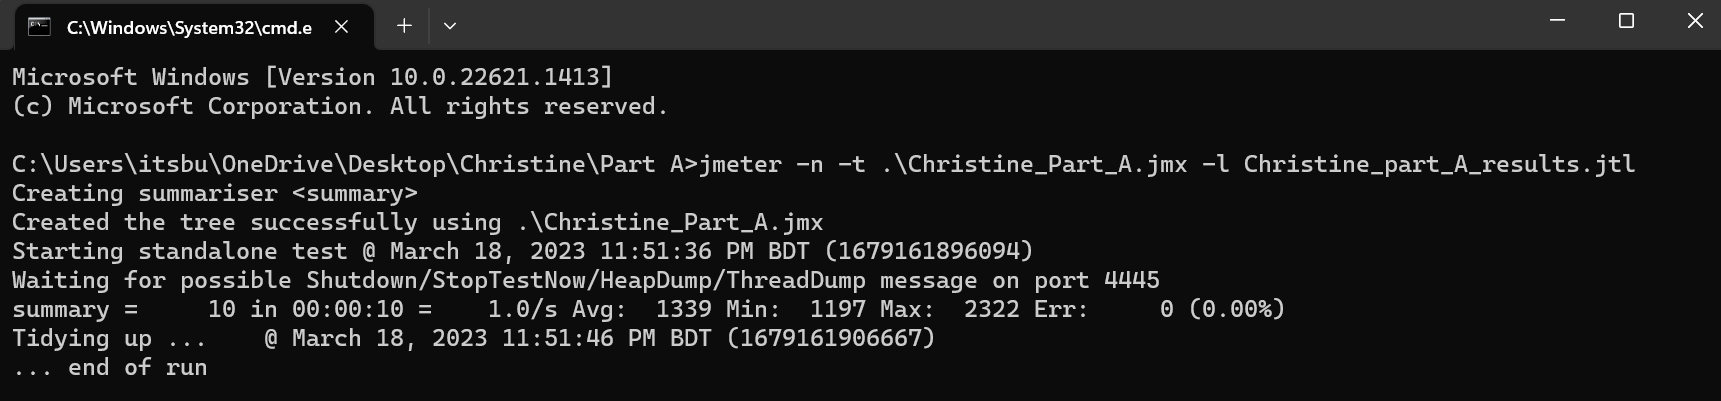 C:\Windows\System32\cmd.e
Microsoft Windows [Version 10.0.22621.1413]
(c) Microsoft Corporation. All rights reserved.
C:\Users\itsbu\OneDrive\Desktop\Christine\Part A>jmeter -n -t .\Christine_Part_A.jmx -l Christine_part_A_results.jtl
Creating summariser <summary>
Created the tree successfully using .\Christine_Part_A.jmx
Starting standalone test @ March 18, 2023 11:51:36 PM BDT (1679161896094)
Waiting for possible Shutdown/StopTestNow/HeapDump/ThreadDump message on port 4445
summary =     10 in 00:00:10 =    1.0/s Avg:  1339 Min:  1197 Max:  2322 Err:     0 (0.00%)
Tidying up ...    @ March 18, 2023 11:51:46 PM BDT (1679161906667)
... end of run